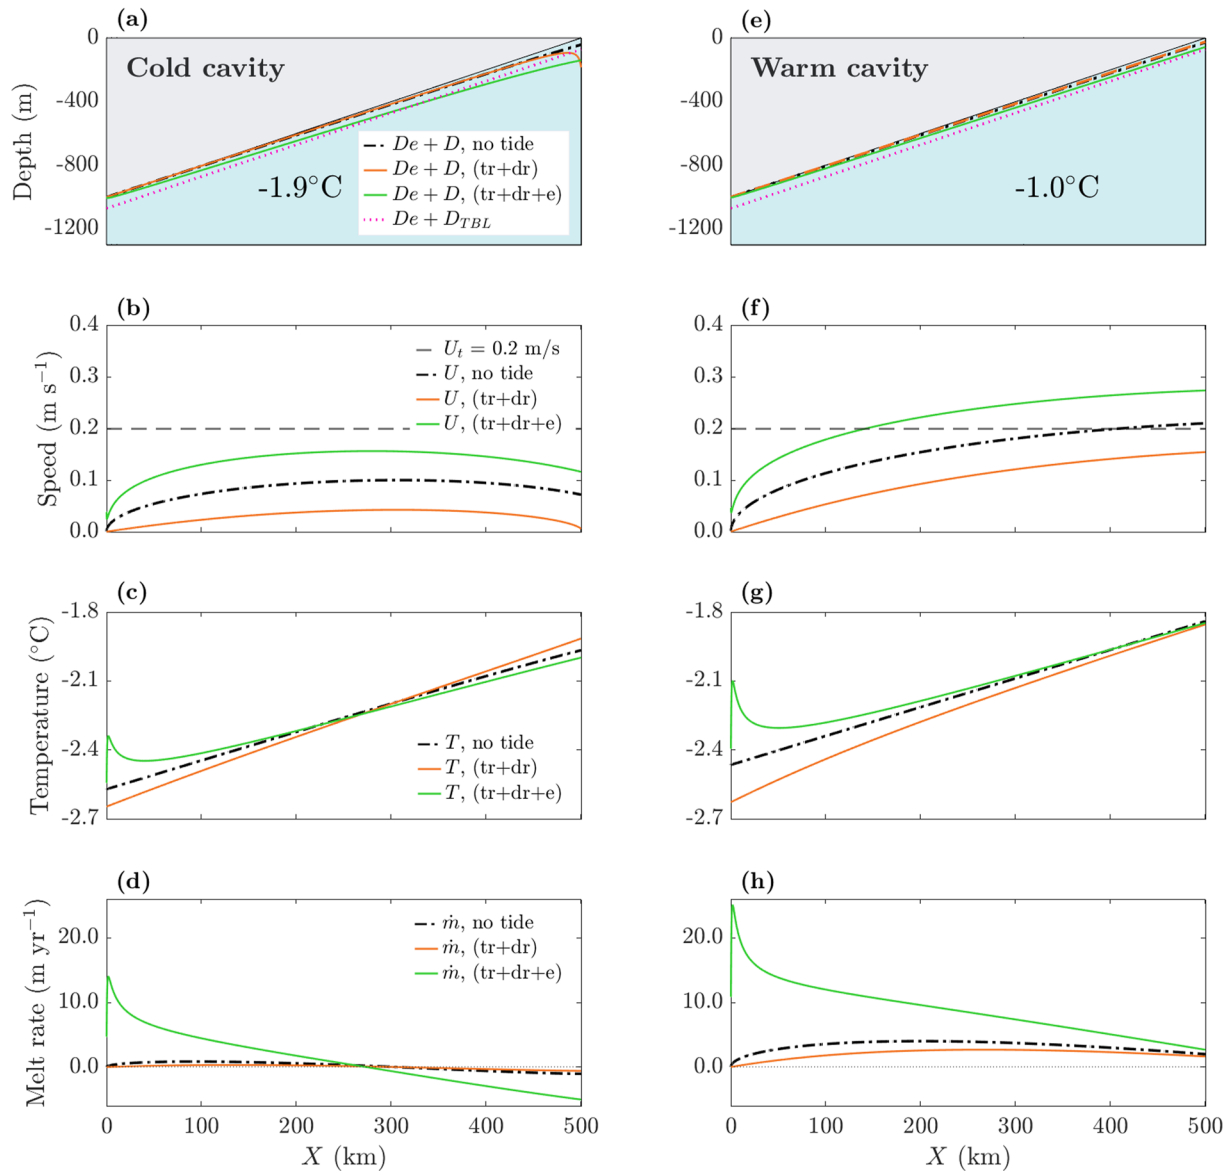 (a)
Depth (m)
0
-400
-800
-1200
Cold cavity
-1.9°C
De + D, no tide
De + D, (tr+dr)
De + D, (tr+dr+e)
De + D_TBL
(e)
0
-400
-800
-1200
Warm cavity
-1.0°C
(b)
Speed (m s⁻¹)
0.4
0.3
0.2
0.1
0.0
U_t = 0.2 m/s
U, no tide
U, (tr+dr)
U, (tr+dr+e)
(f)
0.4
0.3
0.2
0.1
0.0
(c)
Temperature (°C)
-1.8
-2.1
-2.4
-2.7
T, no tide
T, (tr+dr)
T, (tr+dr+e)
(g)
-1.8
-2.1
-2.4
-2.7
(d)
Melt rate (m yr⁻¹)
20.0
10.0
0.0
ṁ, no tide
ṁ, (tr+dr)
ṁ, (tr+dr+e)
0 100 200 300 400 500
X (km)
(h)
20.0
10.0
0.0
0 100 200 300 400 500
X (km)